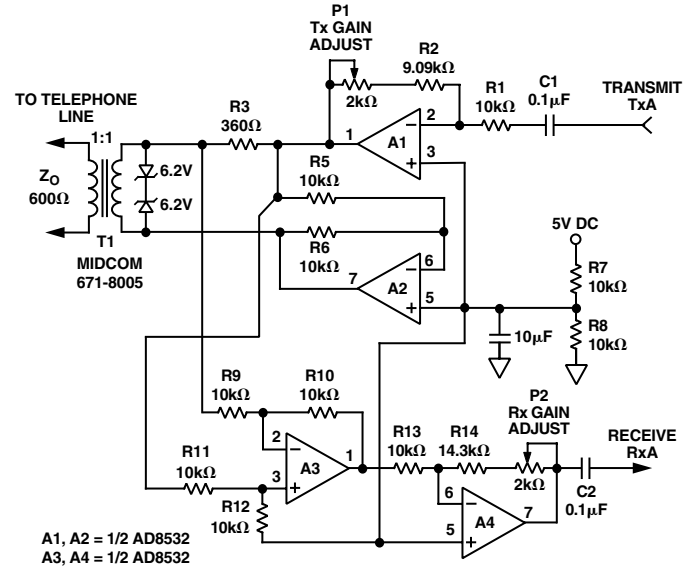 P1
Tx GAIN
ADJUST
2kΩ
R2
9.09kΩ
R1
10kΩ
C1
0.1μF
TRANSMIT
TxA
TO TELEPHONE
LINE
1:1
ZO
600Ω
T1
MIDCOM
671-8005
6.2V
6.2V
R3
360Ω
1
A1
2
3
R5
10kΩ
R6
10kΩ
7
A2
6
5
5V DC
R7
10kΩ
R8
10kΩ
10μF
R9
10kΩ
R10
10kΩ
R11
10kΩ
R12
10kΩ
2
3
A3
1
R13
10kΩ
R14
14.3kΩ
P2
Rx GAIN
ADJUST
2kΩ
6
5
A4
7
RECEIVE
RxA
C2
0.1μF
A1, A2 = 1/2 AD8532
A3, A4 = 1/2 AD8532